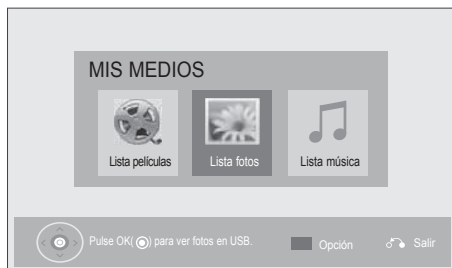 MIS MEDIOS
Lista películas
Lista fotos
Lista música
Pulse OK(◉) para ver fotos en USB.
Opción
Salir